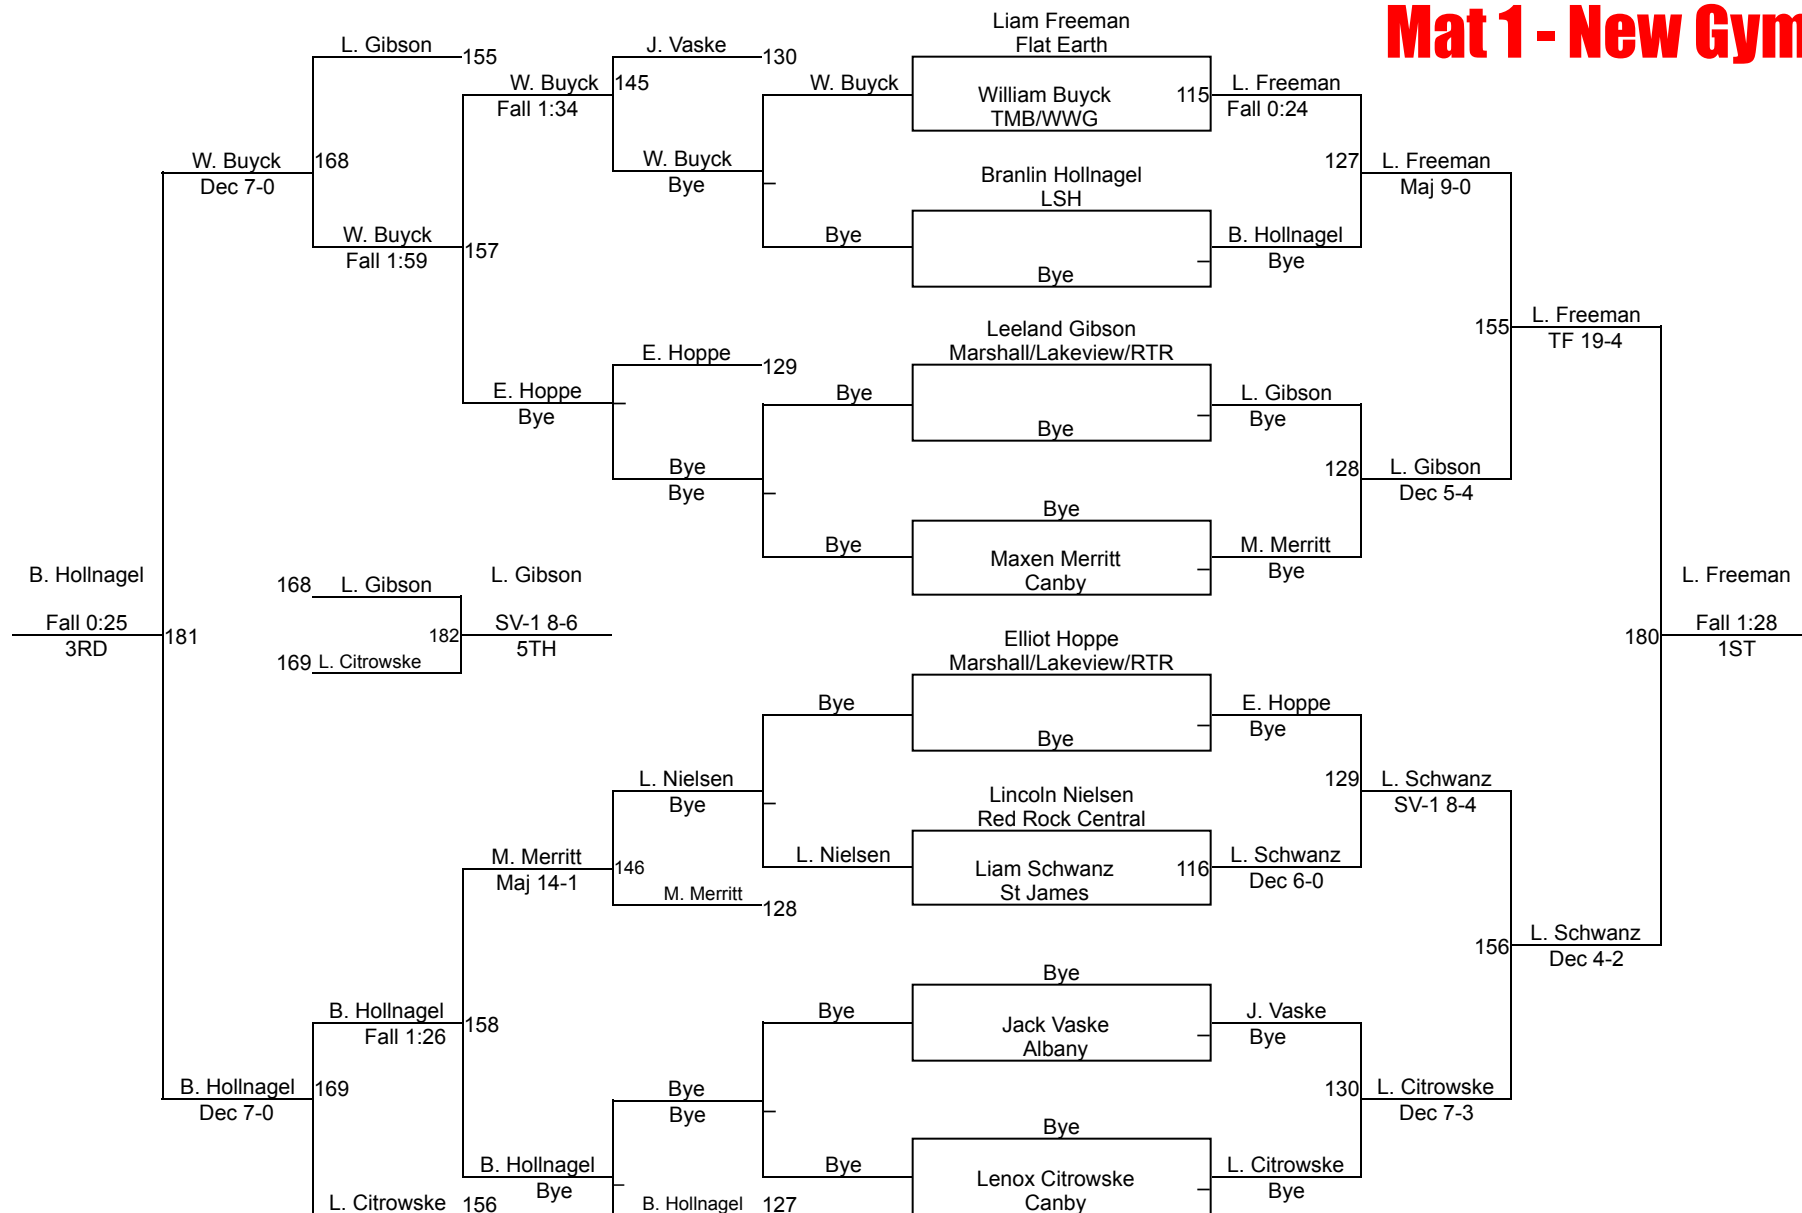 Mat 1 - New Gym
Liam Freeman
Flat Earth
L. Gibson
155
J. Vaske
130
W. Buyck
145
Fall 1:34
W. Buyck
William Buyck
115
TMB/WWG
L. Freeman
Fall 0:24
W. Buyck
168
Dec 7-0
W. Buyck
Bye
Branlin Hollnagel
LSH
127
L. Freeman
Maj 9-0
W. Buyck
157
Fall 1:59
Bye
Bye
B. Hollnagel
Bye
Leeland Gibson
Marshall/Lakeview/RTR
155
L. Freeman
TF 19-4
E. Hoppe
129
E. Hoppe
Bye
Bye
Bye
L. Gibson
Bye
Bye
Bye
128
L. Gibson
Dec 5-4
Bye
Bye
Maxen Merritt
Canby
M. Merritt
Bye
B. Hollnagel
168
L. Gibson
L. Gibson
L. Freeman
Fall 0:25
181
3RD
182
SV-1 8-6
5TH
169
L. Citrowske
Elliot Hoppe
Marshall/Lakeview/RTR
180
Fall 1:28
1ST
Bye
Bye
E. Hoppe
Bye
L. Nielsen
Bye
Lincoln Nielsen
Red Rock Central
129
L. Schwanz
SV-1 8-4
M. Merritt
146
Maj 14-1
L. Nielsen
Liam Schwanz
116
St James
L. Schwanz
Dec 6-0
M. Merritt
128
156
L. Schwanz
Dec 4-2
Bye
B. Hollnagel
158
Fall 1:26
Bye
Jack Vaske
Albany
J. Vaske
Bye
B. Hollnagel
169
Dec 7-0
Bye
Bye
130
L. Citrowske
Dec 7-3
Bye
B. Hollnagel
Bye
Bye
Lenox Citrowske
Canby
L. Citrowske
Bye
L. Citrowske
156
B. Hollnagel
127